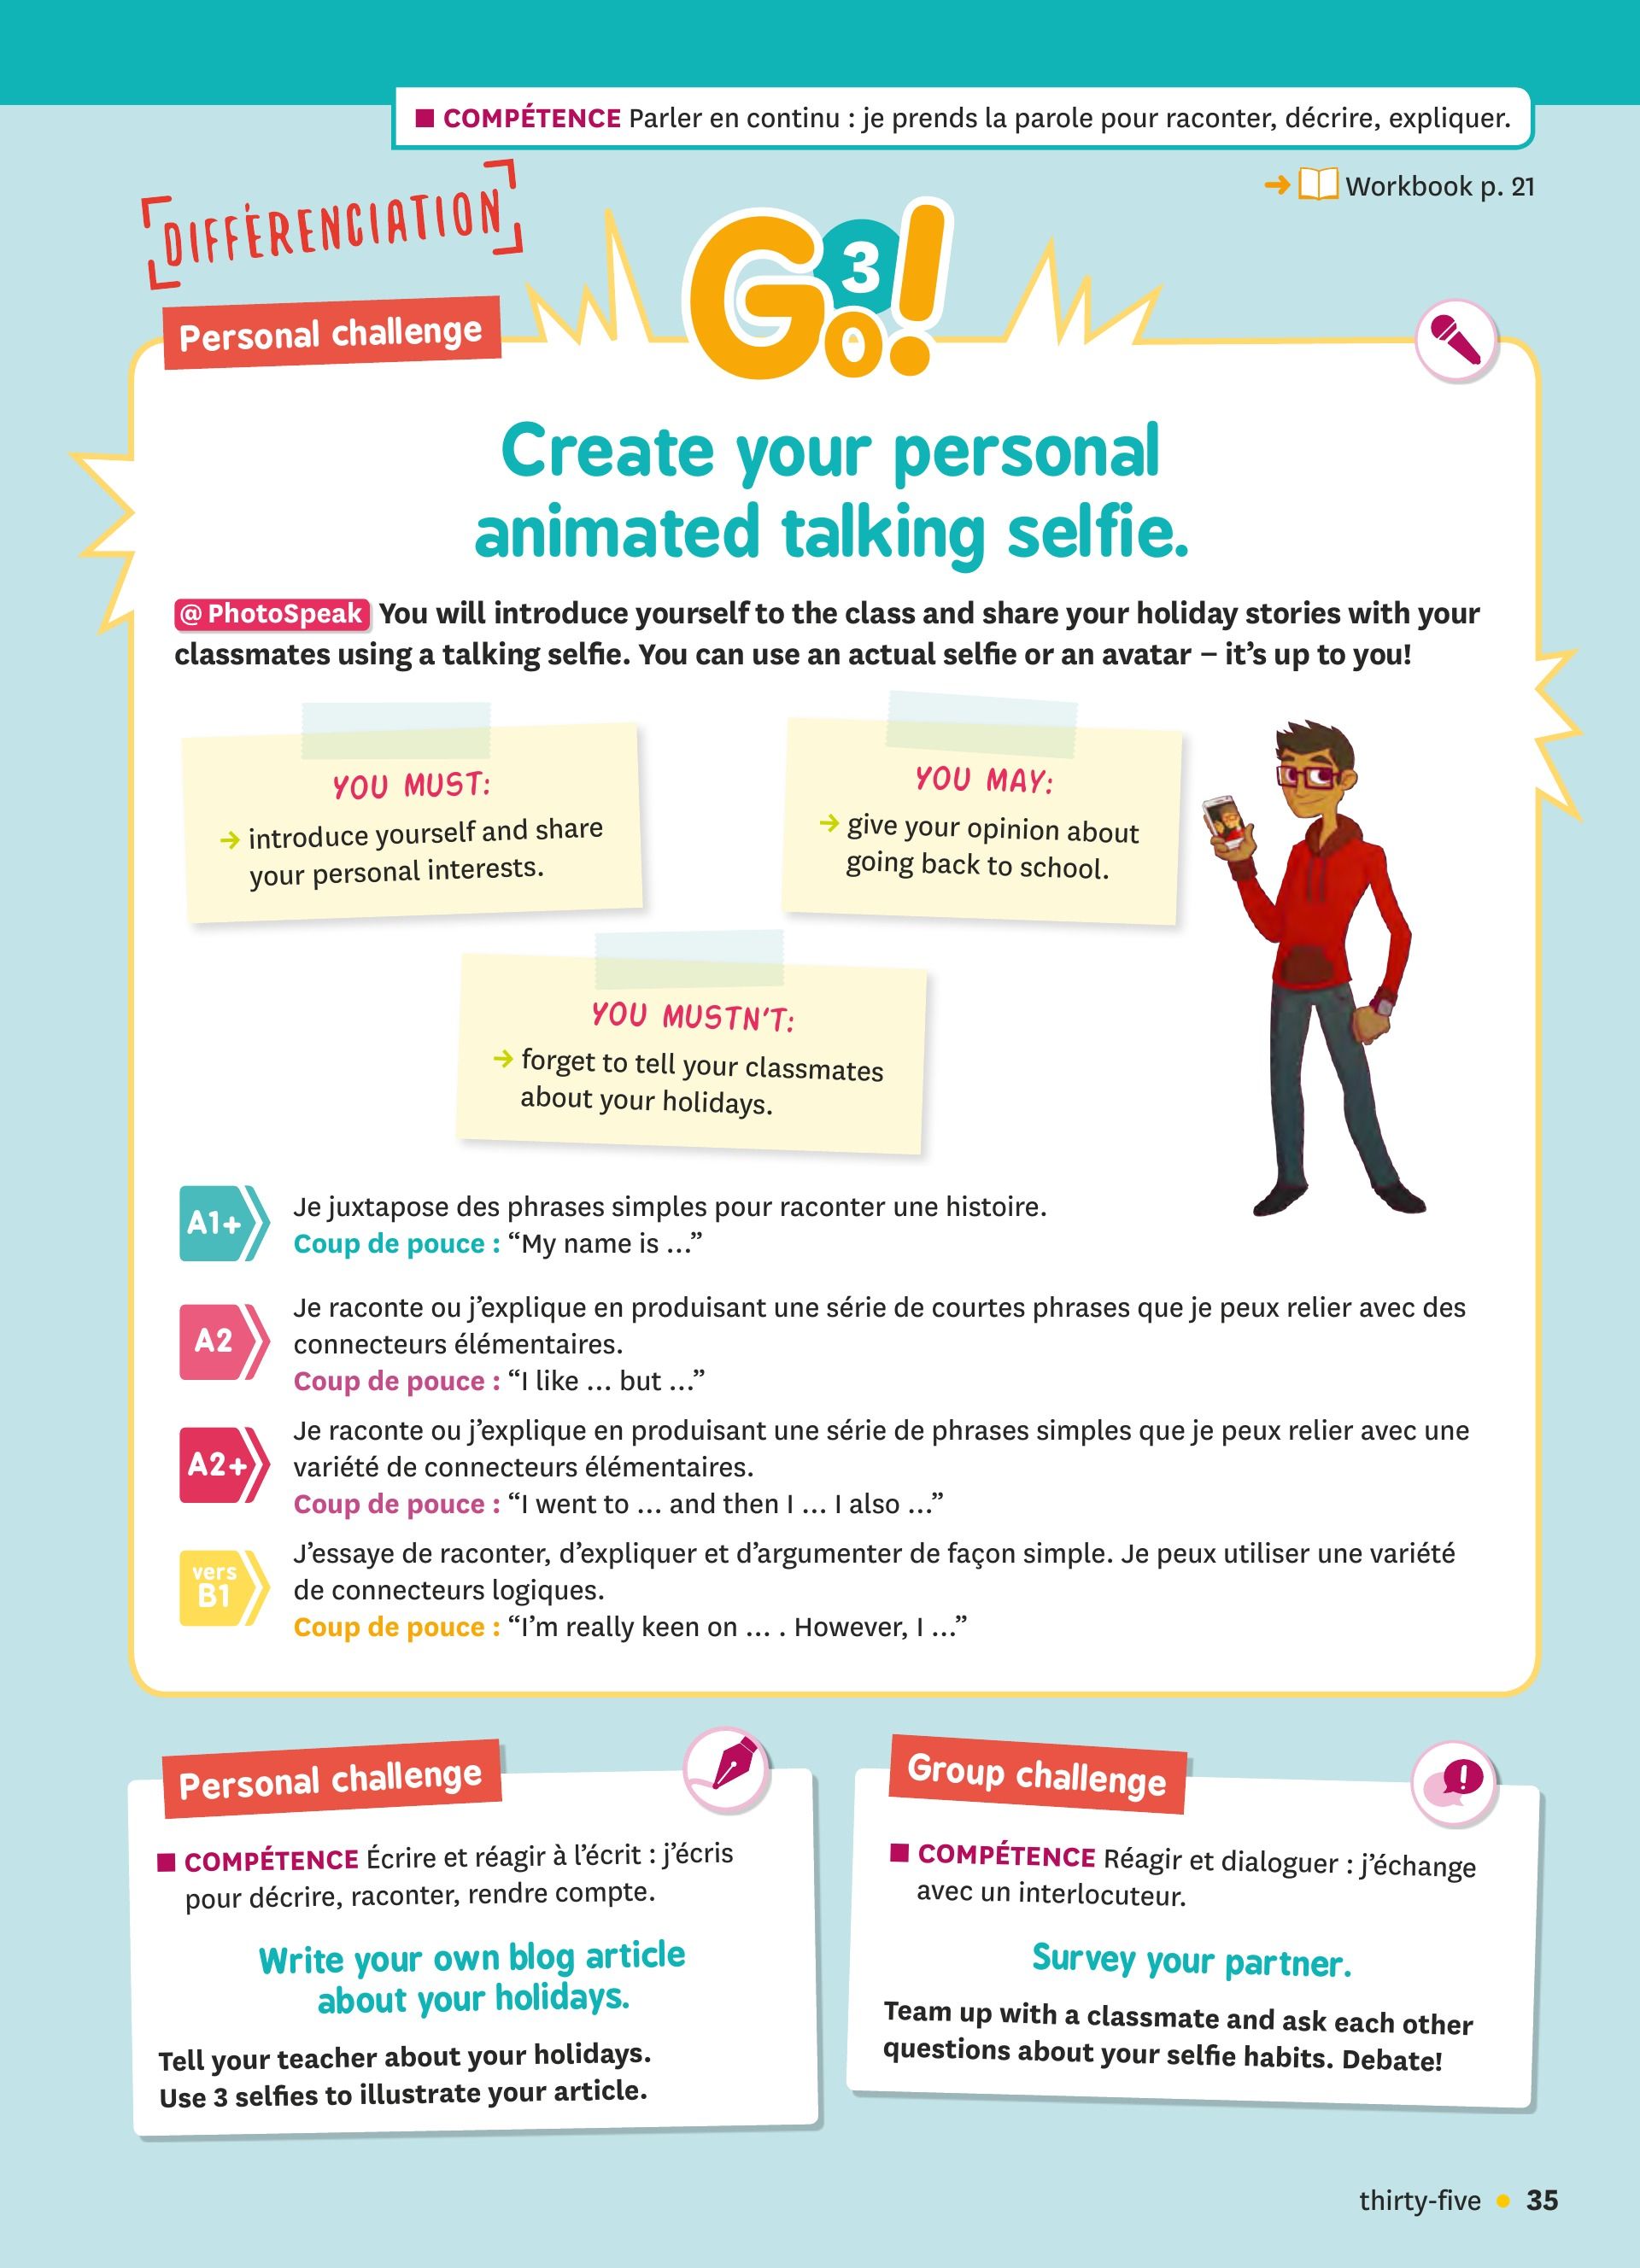 ■ COMPÉTENCE Parler en continu : je prends la parole pour raconter, décrire, expliquer.
➜ Workbook p. 21
DIFFÉRENCIATION
Go! 3
Personal challenge
Create your personal
animated talking selfie.
@ PhotoSpeak You will introduce yourself to the class and share your holiday stories with your
classmates using a talking selfie. You can use an actual selfie or an avatar – it’s up to you!
YOU MUST:
→ introduce yourself and share
your personal interests.
YOU MAY:
→ give your opinion about
going back to school.
YOU MUSTN’T:
→ forget to tell your classmates
about your holidays.
A1+
Je juxtapose des phrases simples pour raconter une histoire.
Coup de pouce : “My name is …”
A2
Je raconte ou j’explique en produisant une série de courtes phrases que je peux relier avec des
connecteurs élémentaires.
Coup de pouce : “I like … but …”
A2+
Je raconte ou j’explique en produisant une série de phrases simples que je peux relier avec une
variété de connecteurs élémentaires.
Coup de pouce : “I went to … and then I … I also …”
vers
B1
J’essaye de raconter, d’expliquer et d’argumenter de façon simple. Je peux utiliser une variété
de connecteurs logiques.
Coup de pouce : “I’m really keen on … . However, I …”
Personal challenge
■ COMPÉTENCE Écrire et réagir à l’écrit : j’écris
pour décrire, raconter, rendre compte.
Write your own blog article
about your holidays.
Tell your teacher about your holidays.
Use 3 selfies to illustrate your article.
Group challenge
■ COMPÉTENCE Réagir et dialoguer : j’échange
avec un interlocuteur.
Survey your partner.
Team up with a classmate and ask each other
questions about your selfie habits. Debate!
thirty-five • 35